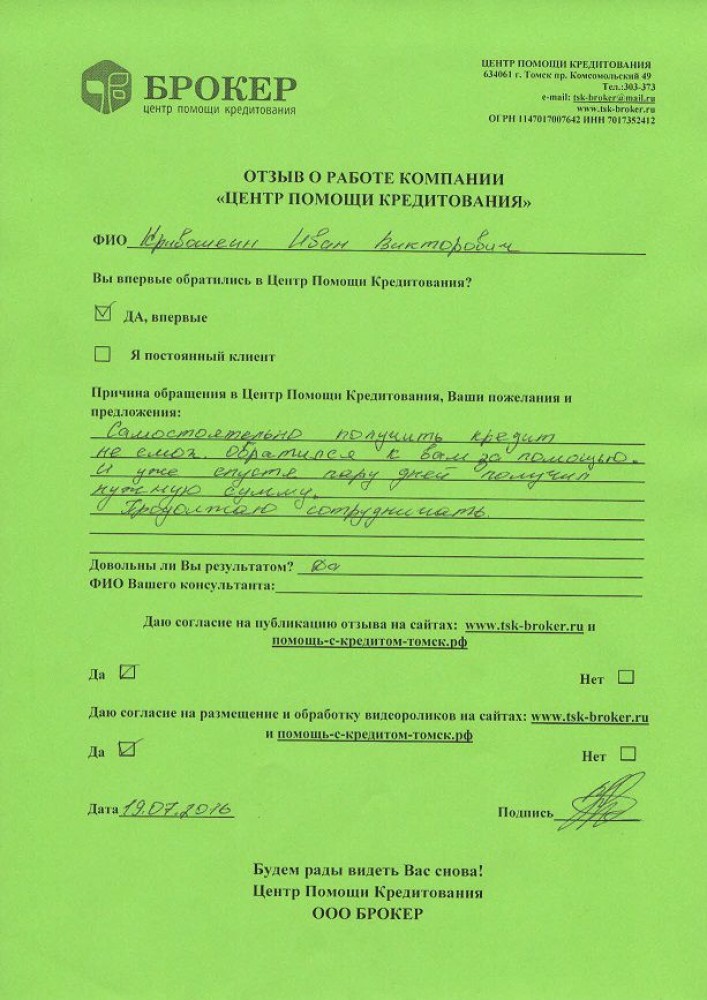 БРОКЕР
центр помощи кредитования
ЦЕНТР ПОМОЩИ КРЕДИТОВАНИЯ
634061 г. Томск пр. Комсомольский 49
Тел.:303-373
e-mail: tsk-broker@mail.ru
www.tsk-broker.ru
ОГРН 1147017007642 ИНН 7017352412
ОТЗЫВ О РАБОТЕ КОМПАНИИ
«ЦЕНТР ПОМОЩИ КРЕДИТОВАНИЯ»
ФИО Кривошеин Иван Викторович
Вы впервые обратились в Центр Помощи Кредитования?
ДА, впервые
Я постоянный клиент
Причина обращения в Центр Помощи Кредитования, Ваши пожелания и
предложения:
Самостоятельно получить кредит
не смог. Обратился к вам за помощью.
И уже спустя пару дней получил
нужную сумму.
Продолжаю сотрудничать.
Довольны ли Вы результатом? да
ФИО Вашего консультанта:
Даю согласие на публикацию отзыва на сайтах: www.tsk-broker.ru и
помощь-с-кредитом-томск.рф
Да Нет
Даю согласие на размещение и обработку видеороликов на сайтах: www.tsk-broker.ru
и помощь-с-кредитом-томск.рф
Да Нет
Дата 19.07.2016 Подпись
Будем рады видеть Вас снова!
Центр Помощи Кредитования
ООО БРОКЕР